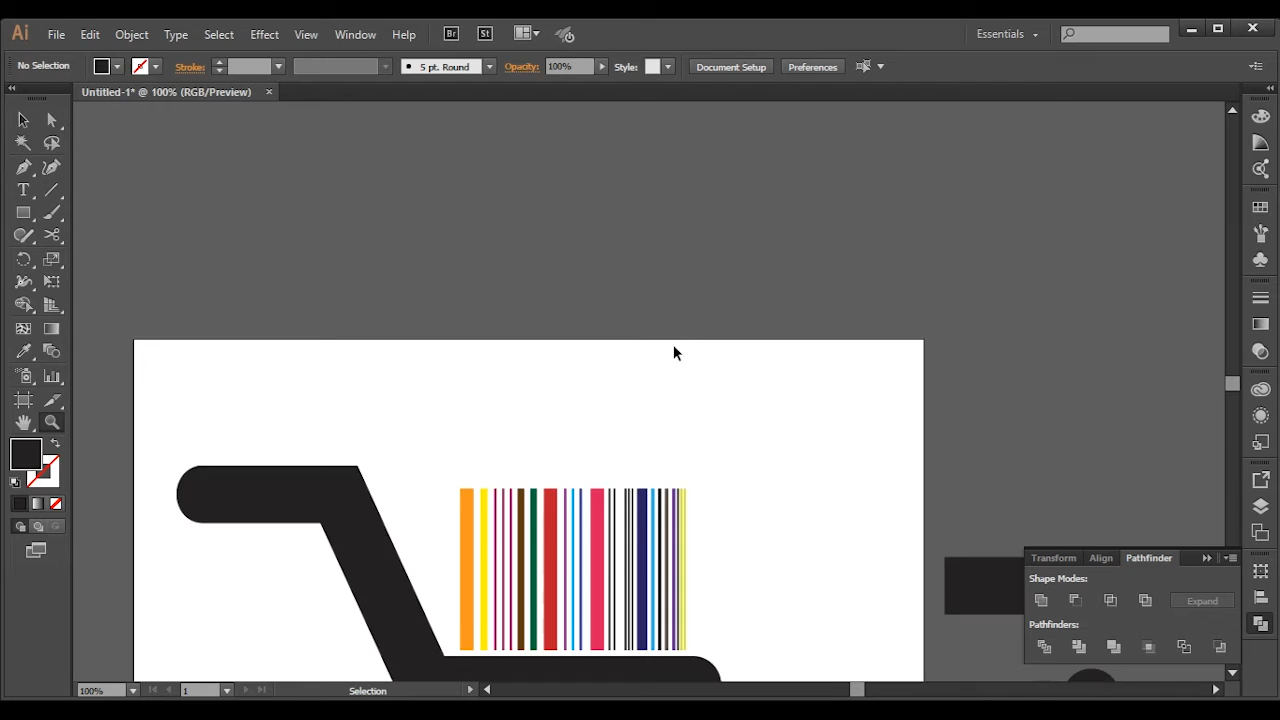 Ai File Edit Object Type Select Effect View Window Help Br St Essentials
No Selection Stroke: 5 pt. Round Opacity: 100% Style: Document Setup Preferences
Untitled-1* @ 100% (RGB/Preview) ×
T
Transform Align Pathfinder
Shape Modes:
Expand
Pathfinders:
100% 1 Selection